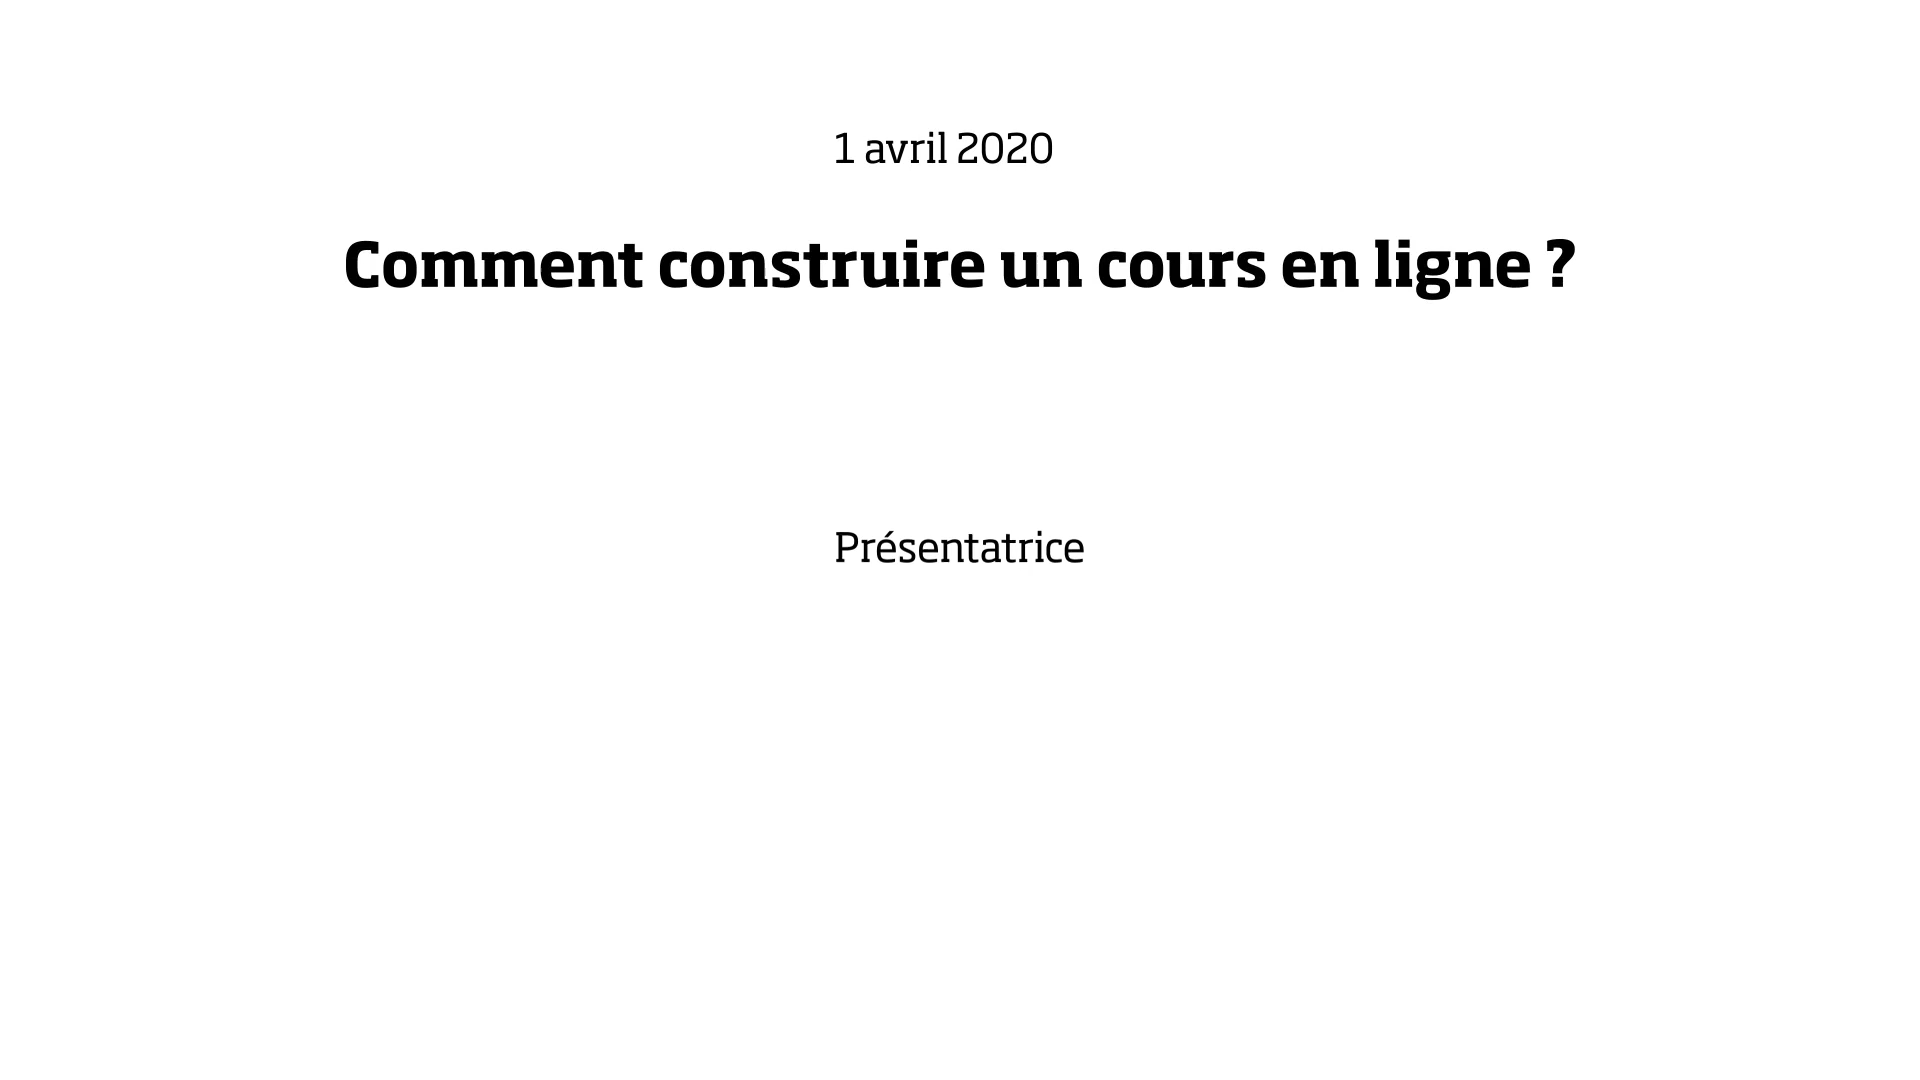 1 avril 2020
Comment construire un cours en ligne ?
Présentatrice